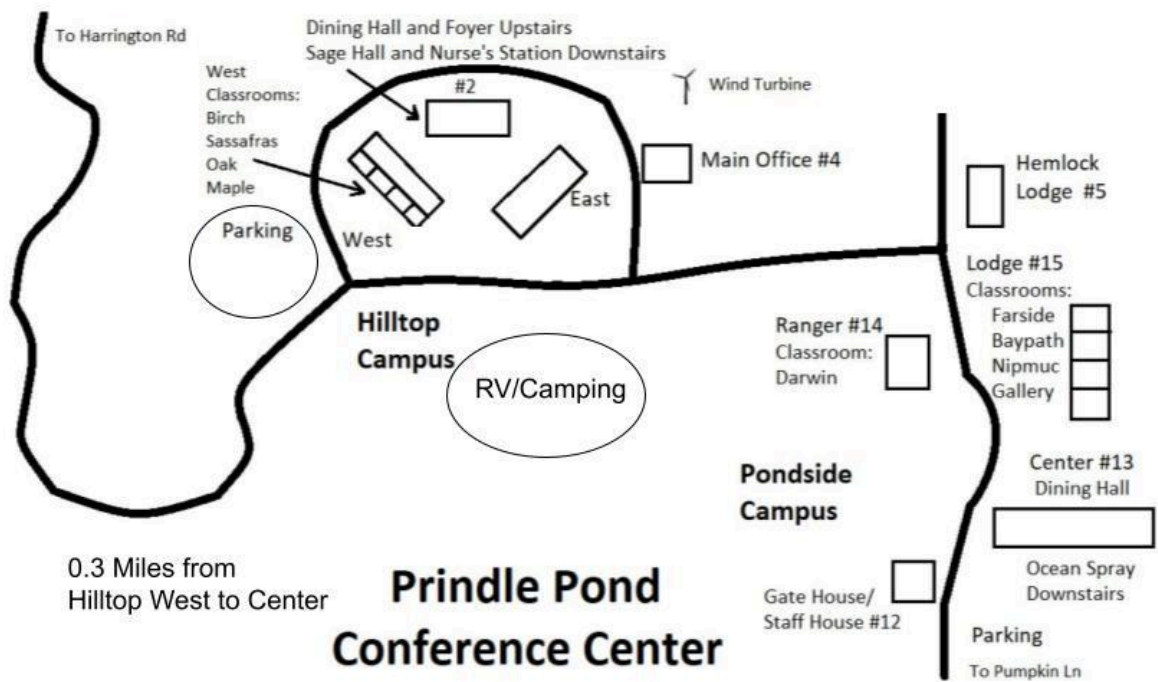 To Harrington Rd
Dining Hall and Foyer Upstairs
Sage Hall and Nurse's Station Downstairs
#2
West
Classrooms:
Birch
Sassafras
Oak
Maple
Wind Turbine
Main Office #4
Hemlock
Lodge #5
East
West
Parking
Hilltop
Campus
RV/Camping
Lodge #15
Classrooms:
Farside
Baypath
Nipmuc
Gallery
Ranger #14
Classroom:
Darwin
Pondside
Campus
Center #13
Dining Hall
Ocean Spray
Downstairs
0.3 Miles from
Hilltop West to Center
Prindle Pond
Conference Center
Gate House/
Staff House #12
Parking
To Pumpkin Ln